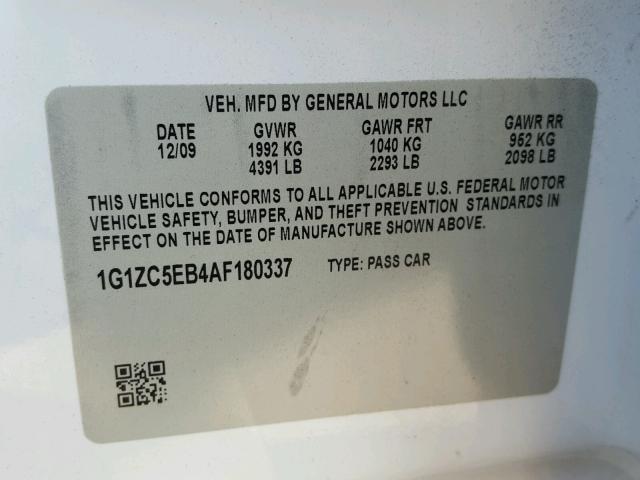 VEH. MFD BY GENERAL MOTORS LLC
DATE GVWR GAWR FRT GAWR RR
12/09 1992 KG 1040 KG 952 KG
4391 LB 2293 LB 2098 LB
THIS VEHICLE CONFORMS TO ALL APPLICABLE U.S. FEDERAL MOTOR
VEHICLE SAFETY, BUMPER, AND THEFT PREVENTION STANDARDS IN
EFFECT ON THE DATE OF MANUFACTURE SHOWN ABOVE.
1G1ZC5EB4AF180337 TYPE: PASS CAR